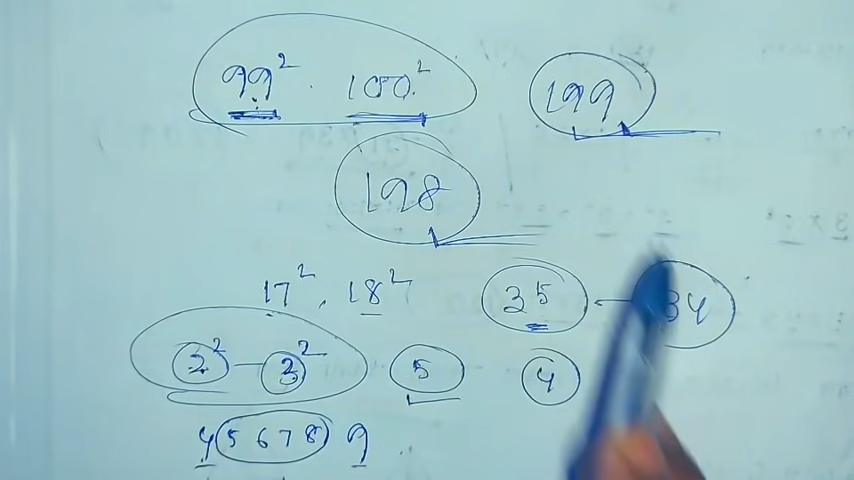 99² . 100² 199
198
17² , 18² 35 ← 34
2² — 3² 5 4
4 5 6 7 8 9